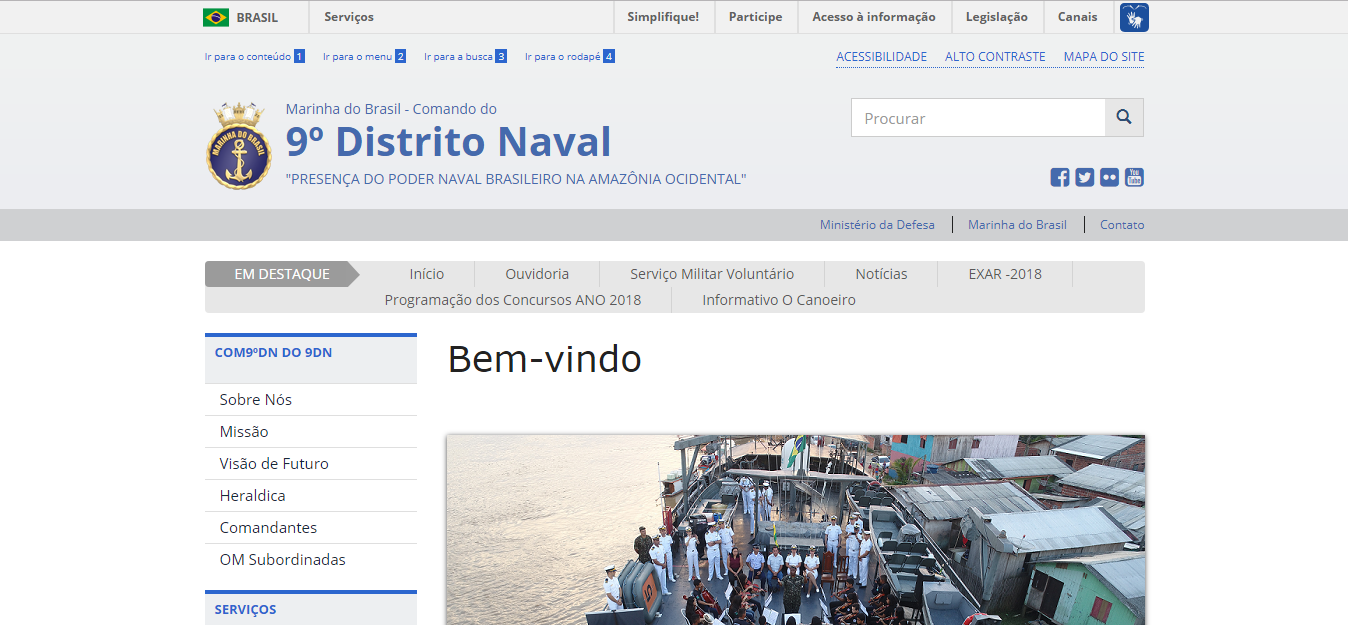 BRASIL Serviços Simplifique! Participe Acesso à informação Legislação Canais
Ir para o conteúdo 1 Ir para o menu 2 Ir para a busca 3 Ir para o rodapé 4 ACESSIBILIDADE ALTO CONTRASTE MAPA DO SITE
MARINHA DO BRASIL
Marinha do Brasil - Comando do
9º Distrito Naval
"PRESENÇA DO PODER NAVAL BRASILEIRO NA AMAZÔNIA OCIDENTAL"
Procurar
You Tube
Ministério da Defesa Marinha do Brasil Contato
EM DESTAQUE Início Ouvidoria Serviço Militar Voluntário Notícias EXAR -2018
Programação dos Concursos ANO 2018 Informativo O Canoeiro
COM9ºDN DO 9DN
Bem-vindo
Sobre Nós
Missão
Visão de Futuro
Heraldica
Comandantes
OM Subordinadas
SERVIÇOS